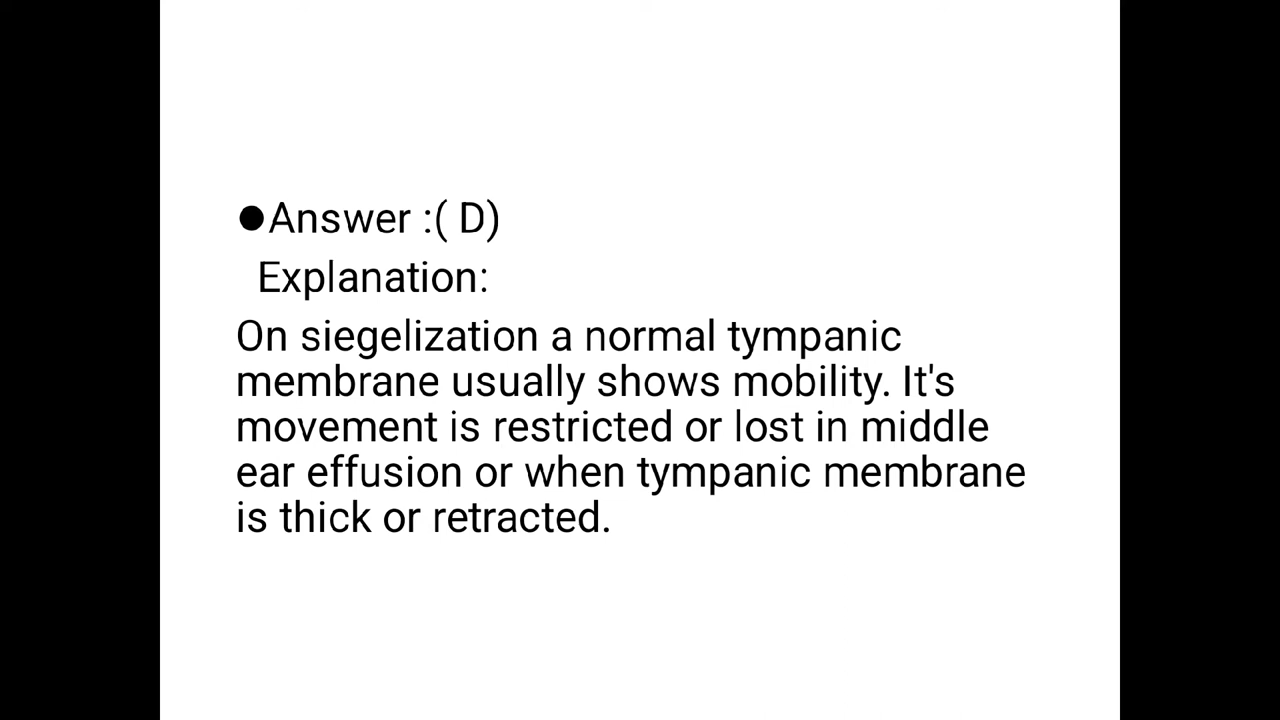 ●Answer :( D)
Explanation:
On siegelization a normal tympanic
membrane usually shows mobility. It's
movement is restricted or lost in middle
ear effusion or when tympanic membrane
is thick or retracted.